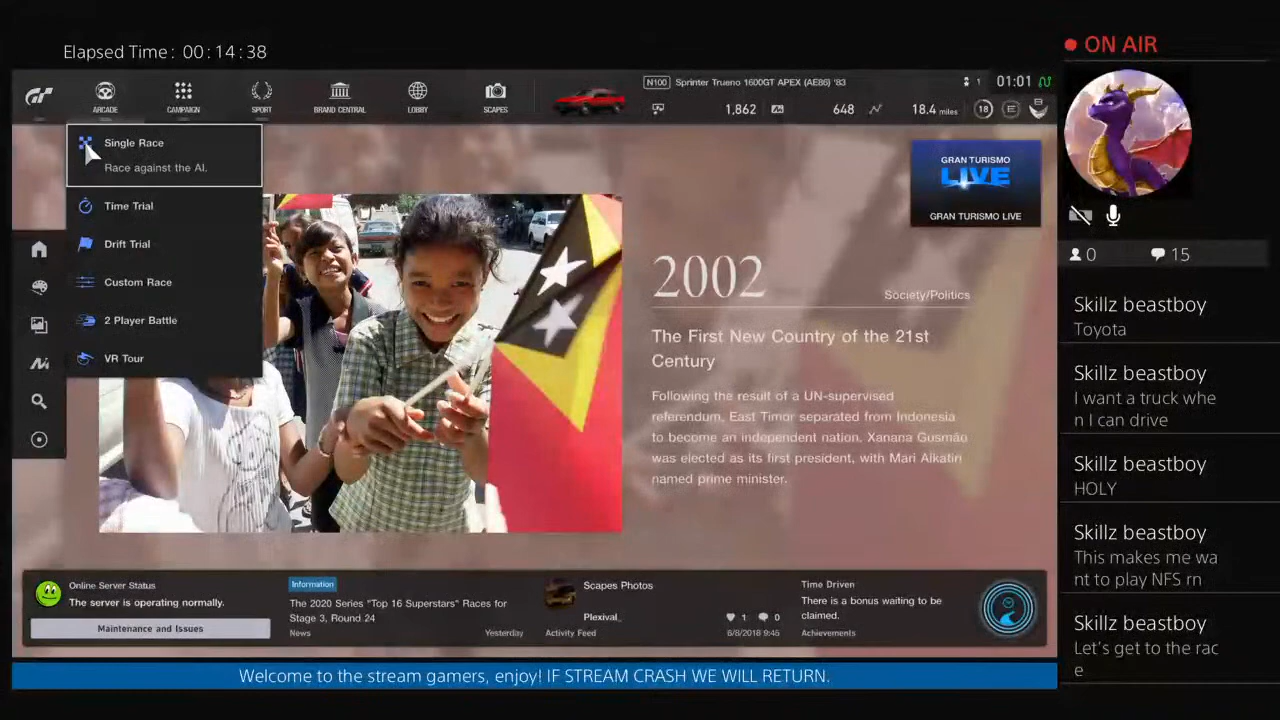 Elapsed Time: 00:14:38
ON AIR
N100 Sprinter Trueno 1600GT APEX (AE86) '83
1 01:01
ARCADE CAMPAIGN SPORT BRAND CENTRAL LOBBY SCAPES
1,862 648 18.4 miles 18
Single Race
Race against the AI.
Time Trial
Drift Trial
Custom Race
2 Player Battle
VR Tour
GRAN TURISMO
LIVE
GRAN TURISMO LIVE
2002
Society/Politics
The First New Country of the 21st
Century
Following the result of a UN-supervised
referendum, East Timor separated from Indonesia
to become an independent nation. Xanana Gusmão
was elected as its first president, with Mari Alkatiri
named prime minister.
Online Server Status
The server is operating normally.
Maintenance and Issues
Information
The 2020 Series "Top 16 Superstars" Races for
Stage 3, Round 24
News Yesterday
Scapes Photos
Plexival_
1 0
Activity Feed 6/8/2018 9:45
Time Driven
There is a bonus waiting to be
claimed.
Achievements
Welcome to the stream gamers, enjoy! IF STREAM CRASH WE WILL RETURN.
0 15
Skillz beastboy
Toyota
Skillz beastboy
I want a truck whe
n I can drive
Skillz beastboy
HOLY
Skillz beastboy
This makes me wa
nt to play NFS rn
Skillz beastboy
Let's get to the rac
e